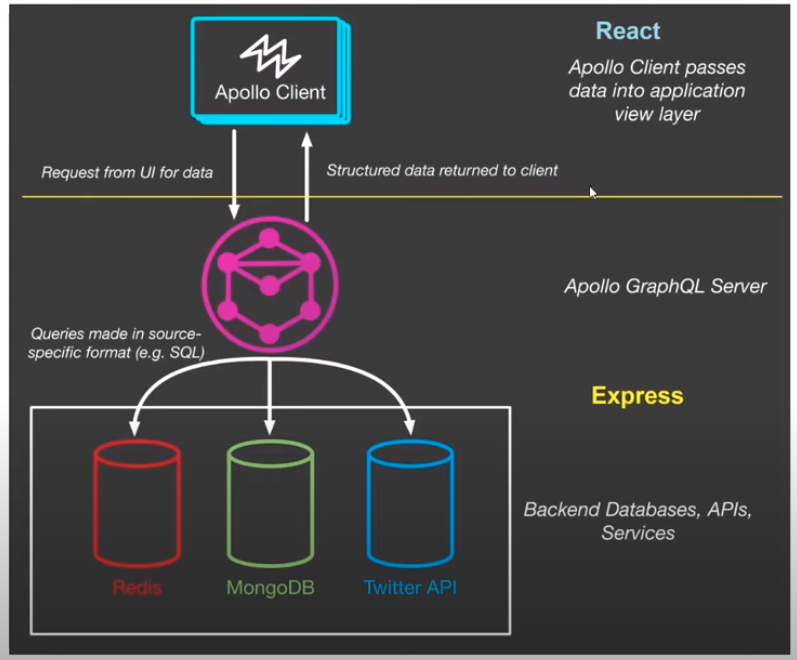 React
Apollo Client passes
data into application
view layer
Apollo Client
Request from UI for data
Structured data returned to client
Apollo GraphQL Server
Queries made in source-
specific format (e.g. SQL)
Express
Backend Databases, APIs,
Services
Redis
MongoDB
Twitter API